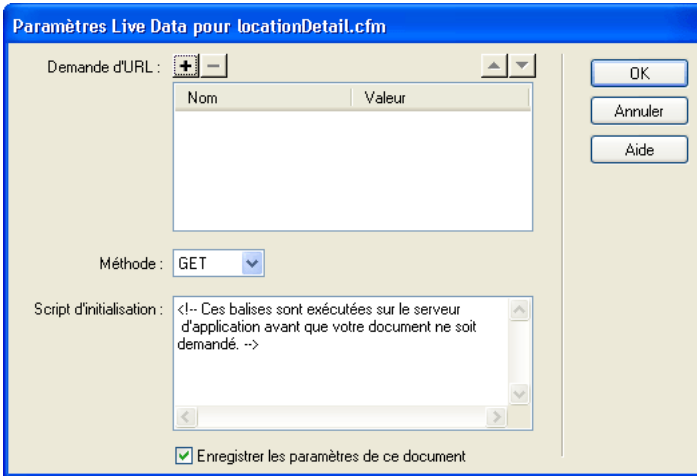 Paramètres Live Data pour locationDetail.cfm
Demande d'URL :
Nom Valeur
OK
Annuler
Aide
Méthode : GET
Script d'initialisation : <!-- Ces balises sont exécutées sur le serveur
d'application avant que votre document ne soit
demandé. -->
Enregistrer les paramètres de ce document